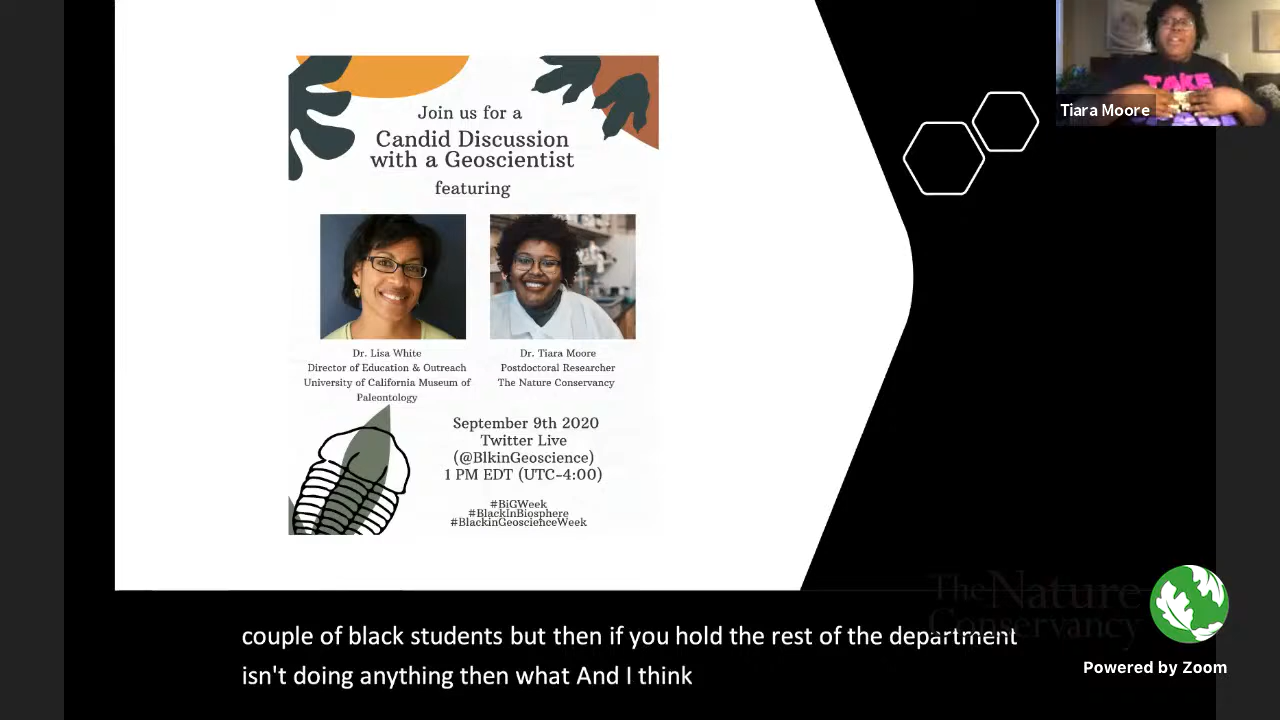 Join us for a
Candid Discussion
with a Geoscientist
featuring
Dr. Lisa White
Director of Education & Outreach
University of California Museum of
Paleontology
Dr. Tiara Moore
Postdoctoral Researcher
The Nature Conservancy
September 9th 2020
Twitter Live
(@BlkinGeoscience)
1 PM EDT (UTC-4:00)
#BiGWeek
#BlackInBiosphere
#BlackinGeoscienceWeek
TAKE
Tiara Moore
The Nature
Conservancy
Powered by Zoom
couple of black students but then if you hold the rest of the department
isn't doing anything then what And I think